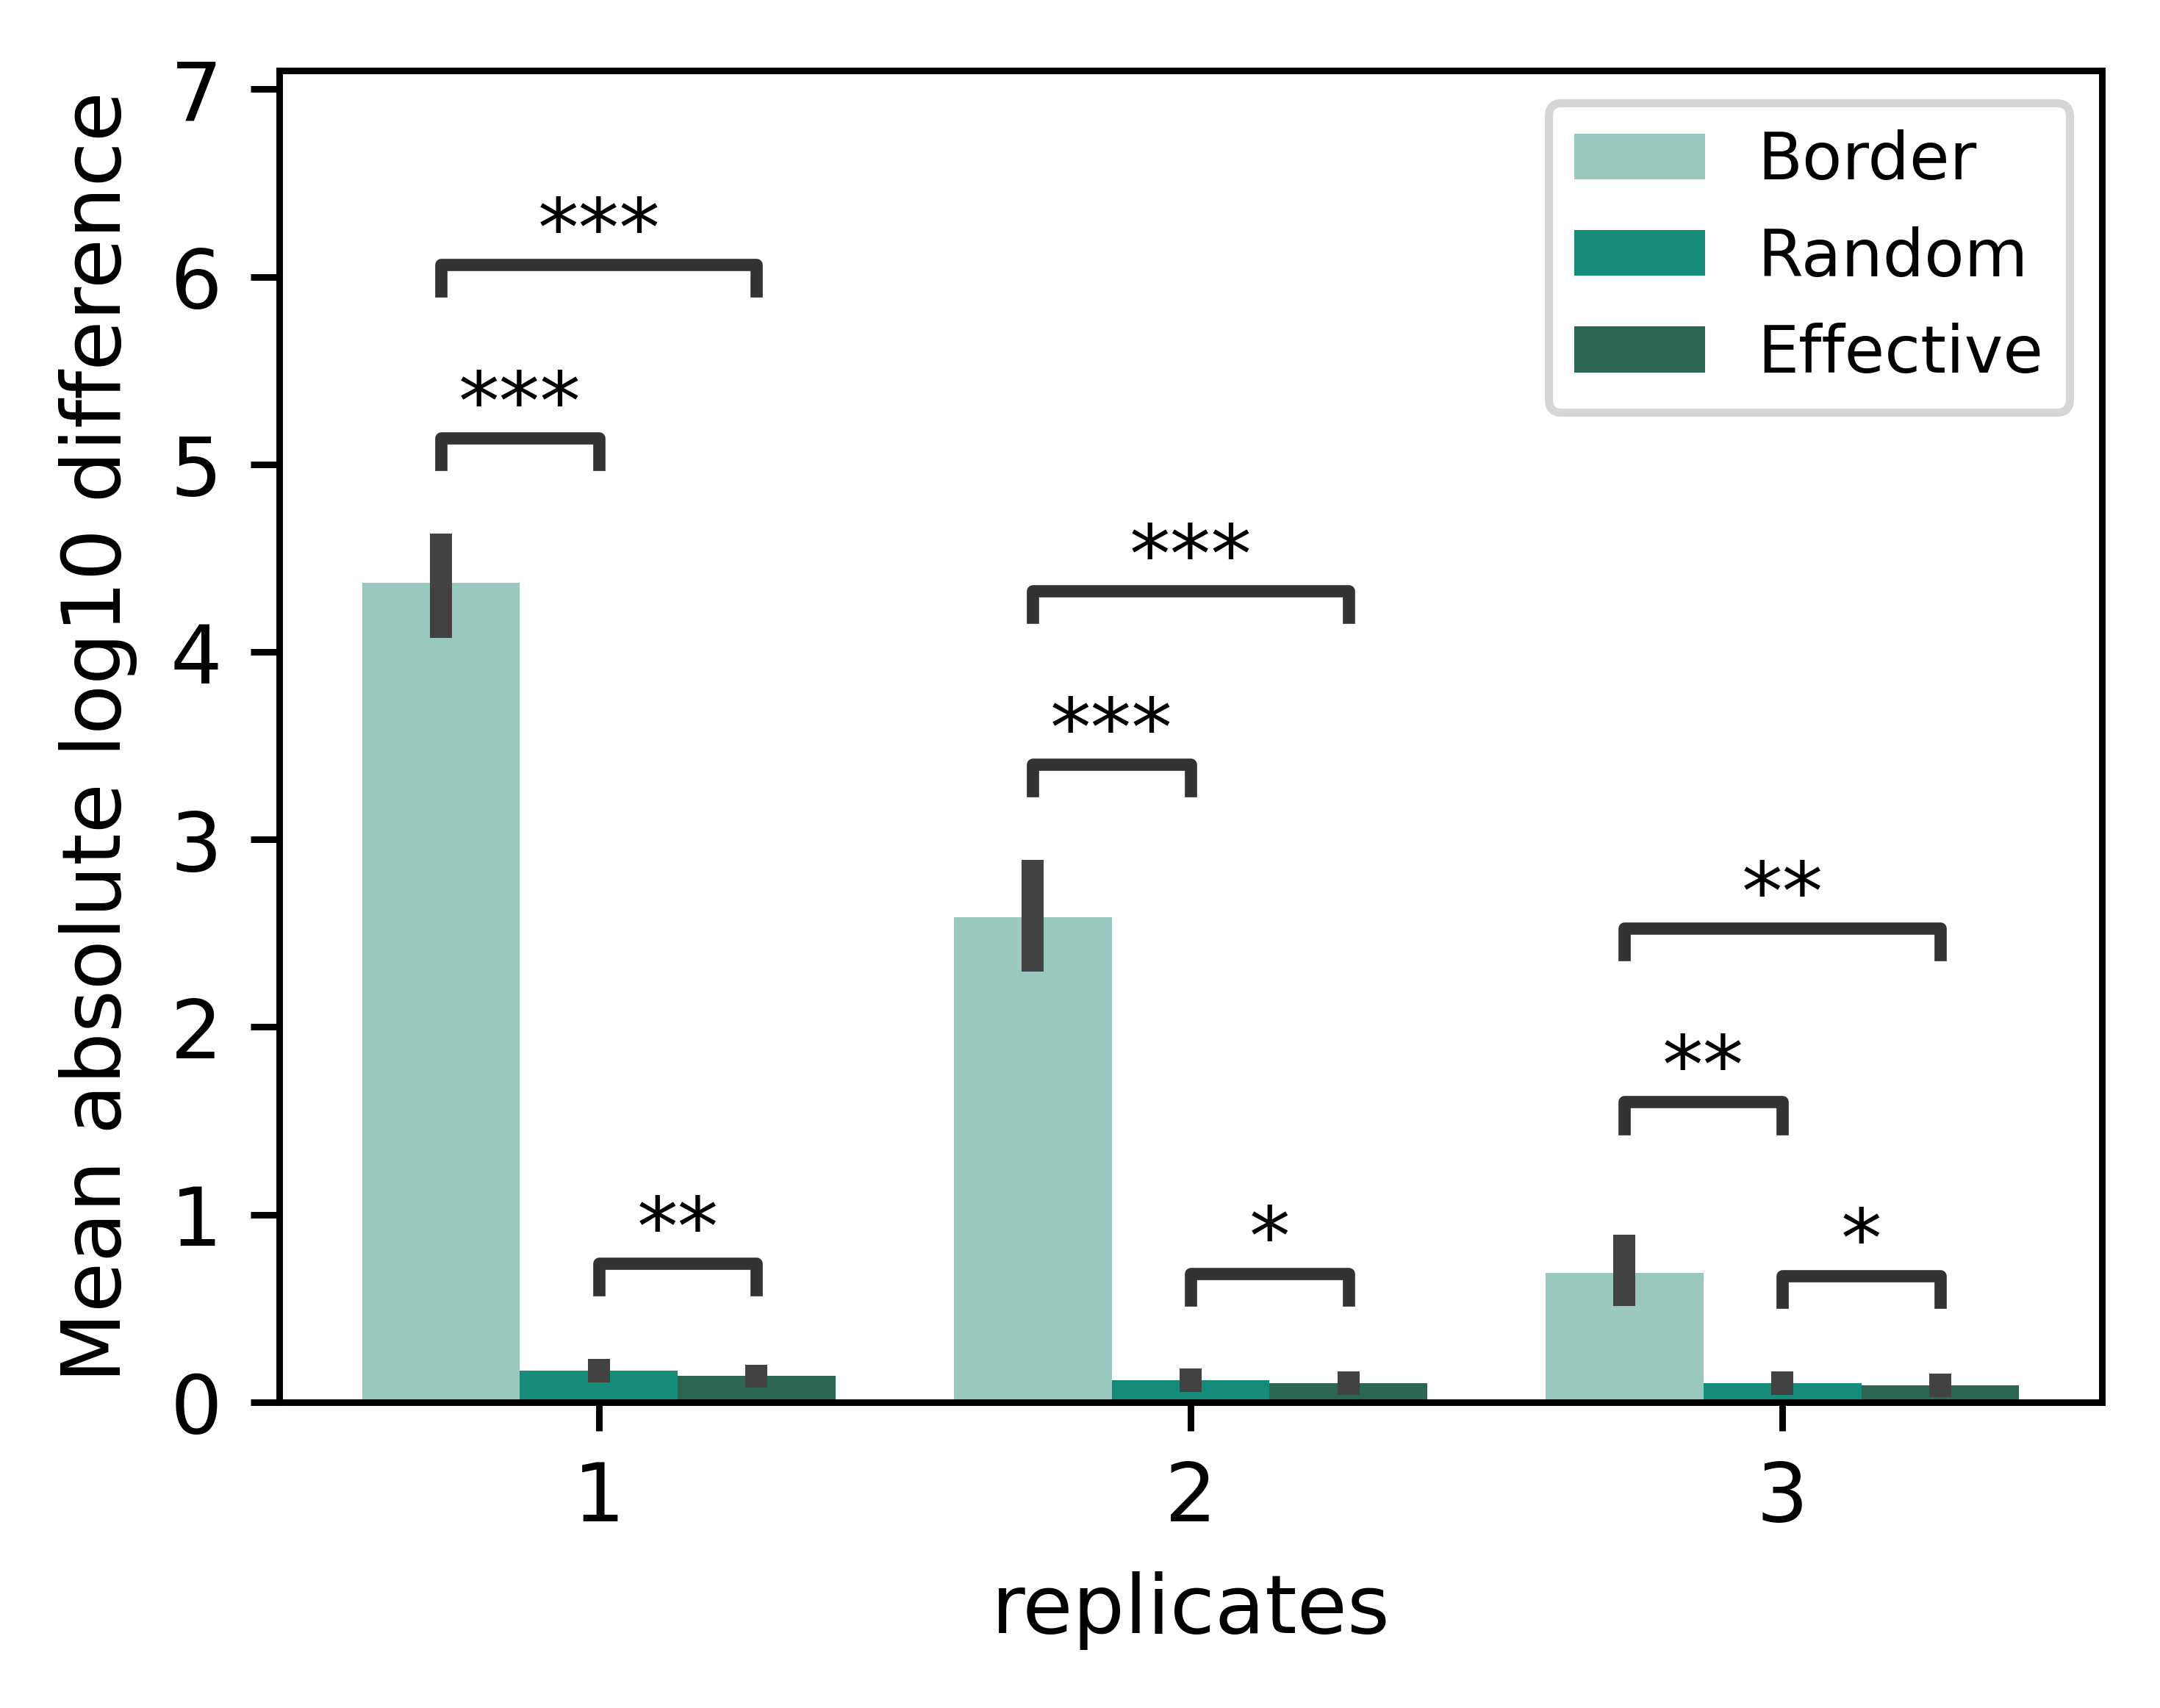 Mean absolute log10 difference
7
6
5
4
3
2
1
0
***
***
**
***
***
*
**
**
*
Border
Random
Effective
1 2 3
replicates